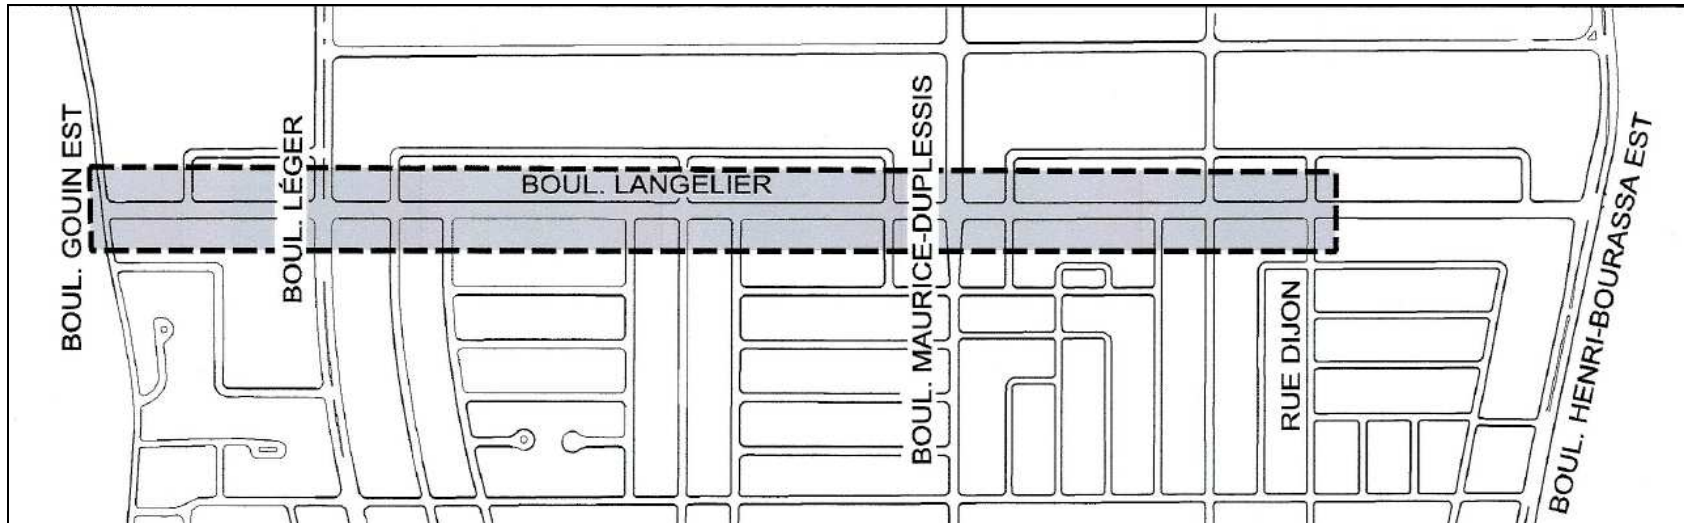 BOUL. GOUIN EST
BOUL. LÉGER
BOUL. LANGELIER
BOUL. MAURICE-DUPLESSIS
RUE DIJON
BOUL. HENRI-BOURASSA EST